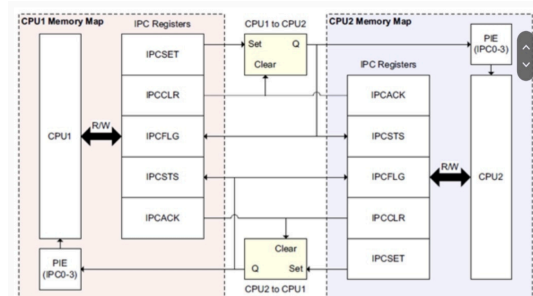 CPU1 Memory Map
IPC Registers
CPU1 to CPU2
CPU2 Memory Map
IPCSET
Set Q
Clear
PIE
(IPC0-3)
IPC Registers
IPCCLR
IPCACK
CPU1
R/W
IPCFLG
IPCSTS
IPCSTS
IPCFLG
R/W
CPU2
IPCACK
IPCCLR
PIE
(IPC0-3)
Clear
Q Set
IPCSET
CPU2 to CPU1